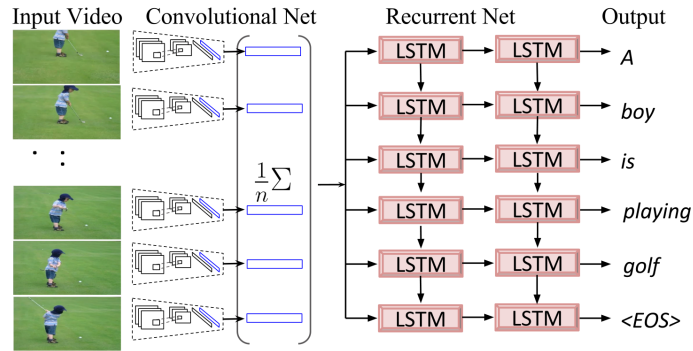 Input Video Convolutional Net Recurrent Net Output
LSTM LSTM A
LSTM LSTM boy
LSTM LSTM is
1/n Σ
LSTM LSTM playing
LSTM LSTM golf
LSTM LSTM <EOS>